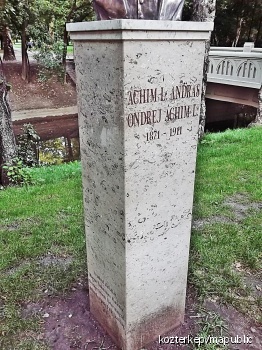 ACHIM L. ANDRÁS
ONDREJ ACHIM L.
1871 - 1911
kozterkep/mapublic